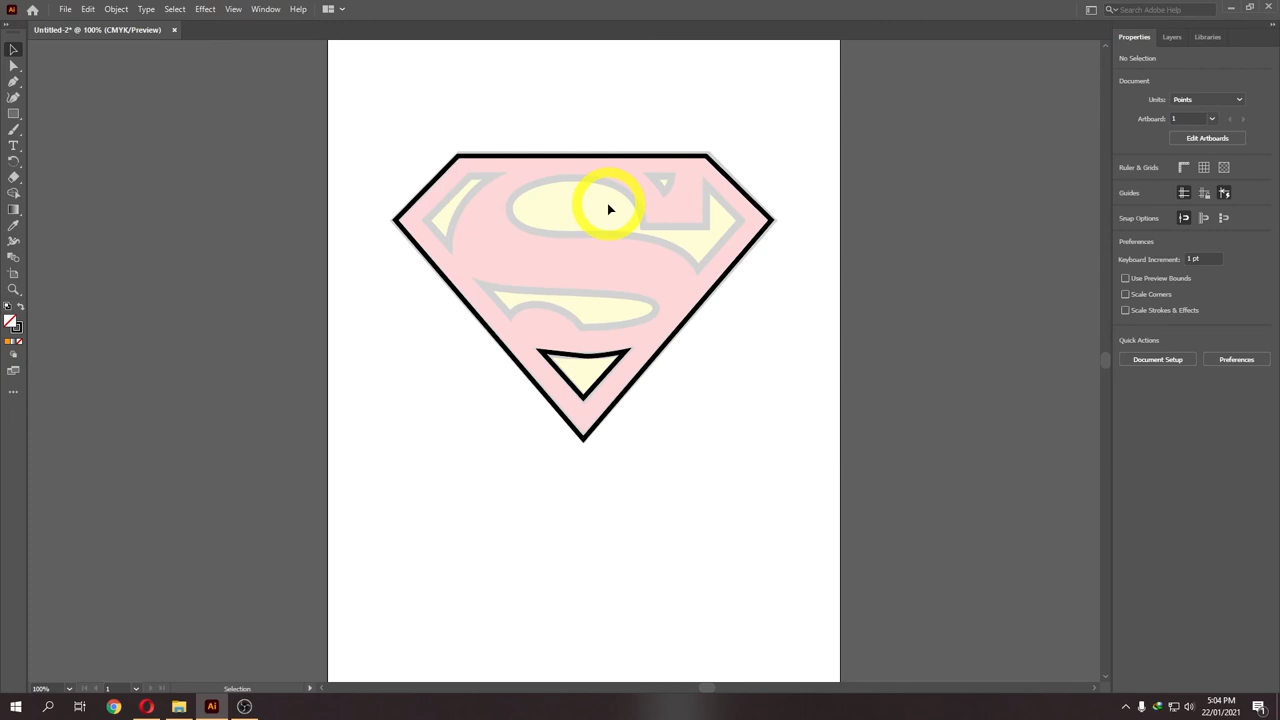 Ai File Edit Object Type Select Effect View Window Help Search Adobe Help
Untitled-2* @ 100% (CMYK/Preview) ×
Properties Layers Libraries
No Selection
Document
Units: Points
Artboard: 1
Edit Artboards
Ruler & Grids
Guides
Snap Options
Preferences
Keyboard Increment: 1 pt
Use Preview Bounds
Scale Corners
Scale Strokes & Effects
Quick Actions
Document Setup Preferences
100% 1 Selection
Ai 5:04 PM
22/01/2021